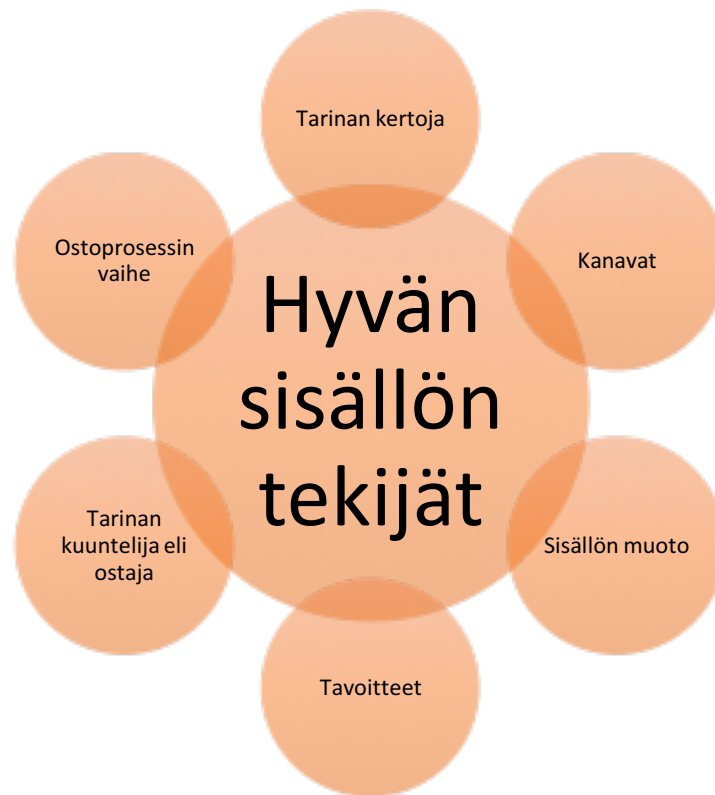 Tarinan kertoja
Ostoprosessin
vaihe
Kanavat
Hyvän
sisällön
tekijät
Tarinan
kuuntelija eli
ostaja
Sisällön muoto
Tavoitteet